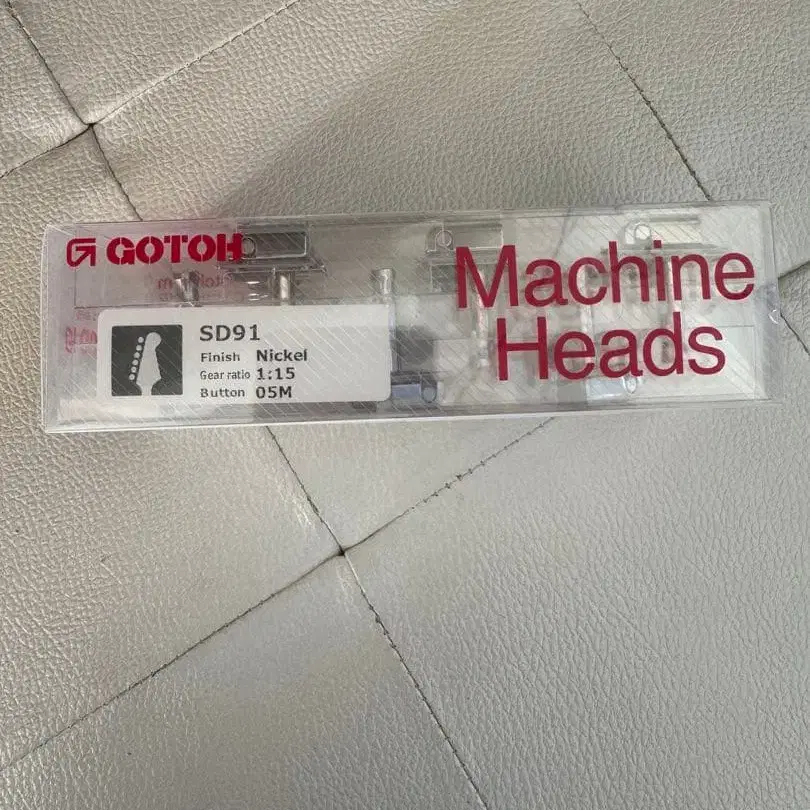 GOTOH
Machine
Heads
SD91
Finish Nickel
Gear ratio 1:15
Button 05M